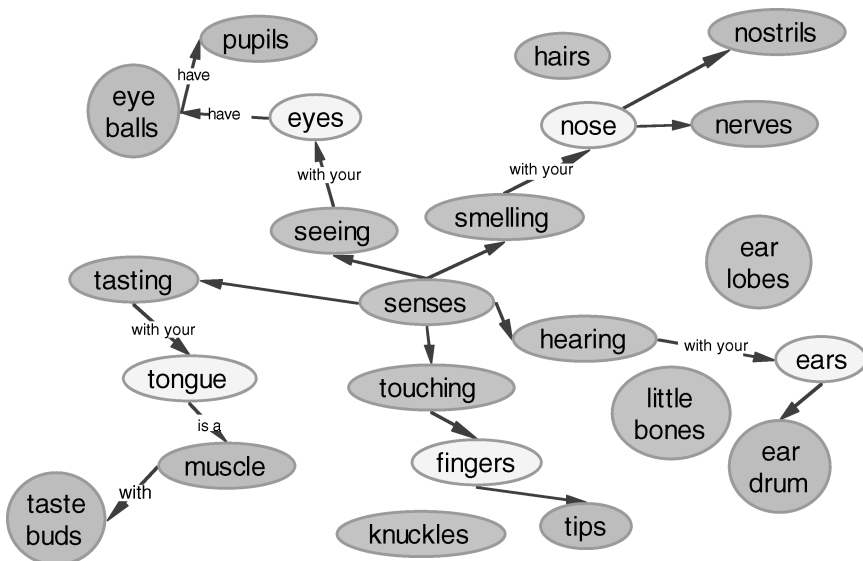 pupils
nostrils
hairs
have
eye
balls
have
eyes
nose
nerves
with your
with your
seeing
smelling
ear
lobes
tasting
senses
with your
hearing
with your
ears
tongue
touching
little
bones
is a
muscle
fingers
ear
drum
with
taste
buds
knuckles
tips